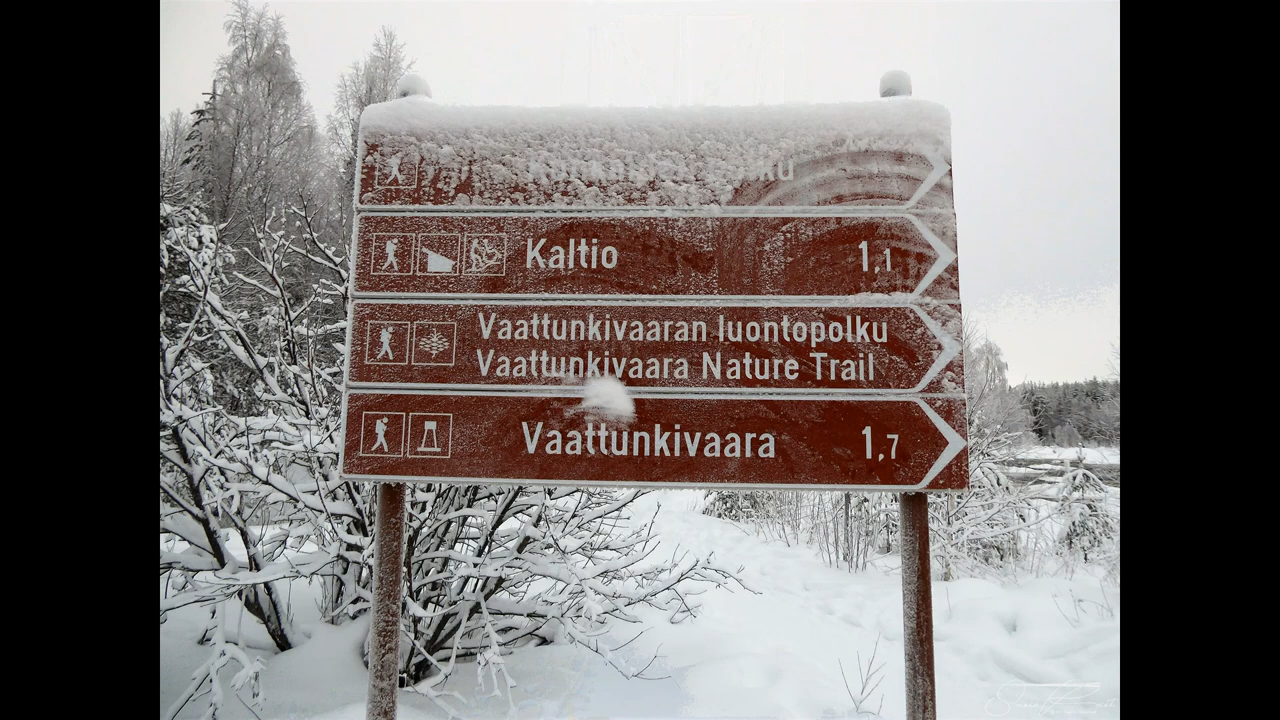 Kaltio 1,1
Vaattunkivaaran luontopolku
Vaattunkivaara Nature Trail
Vaattunkivaara 1,7